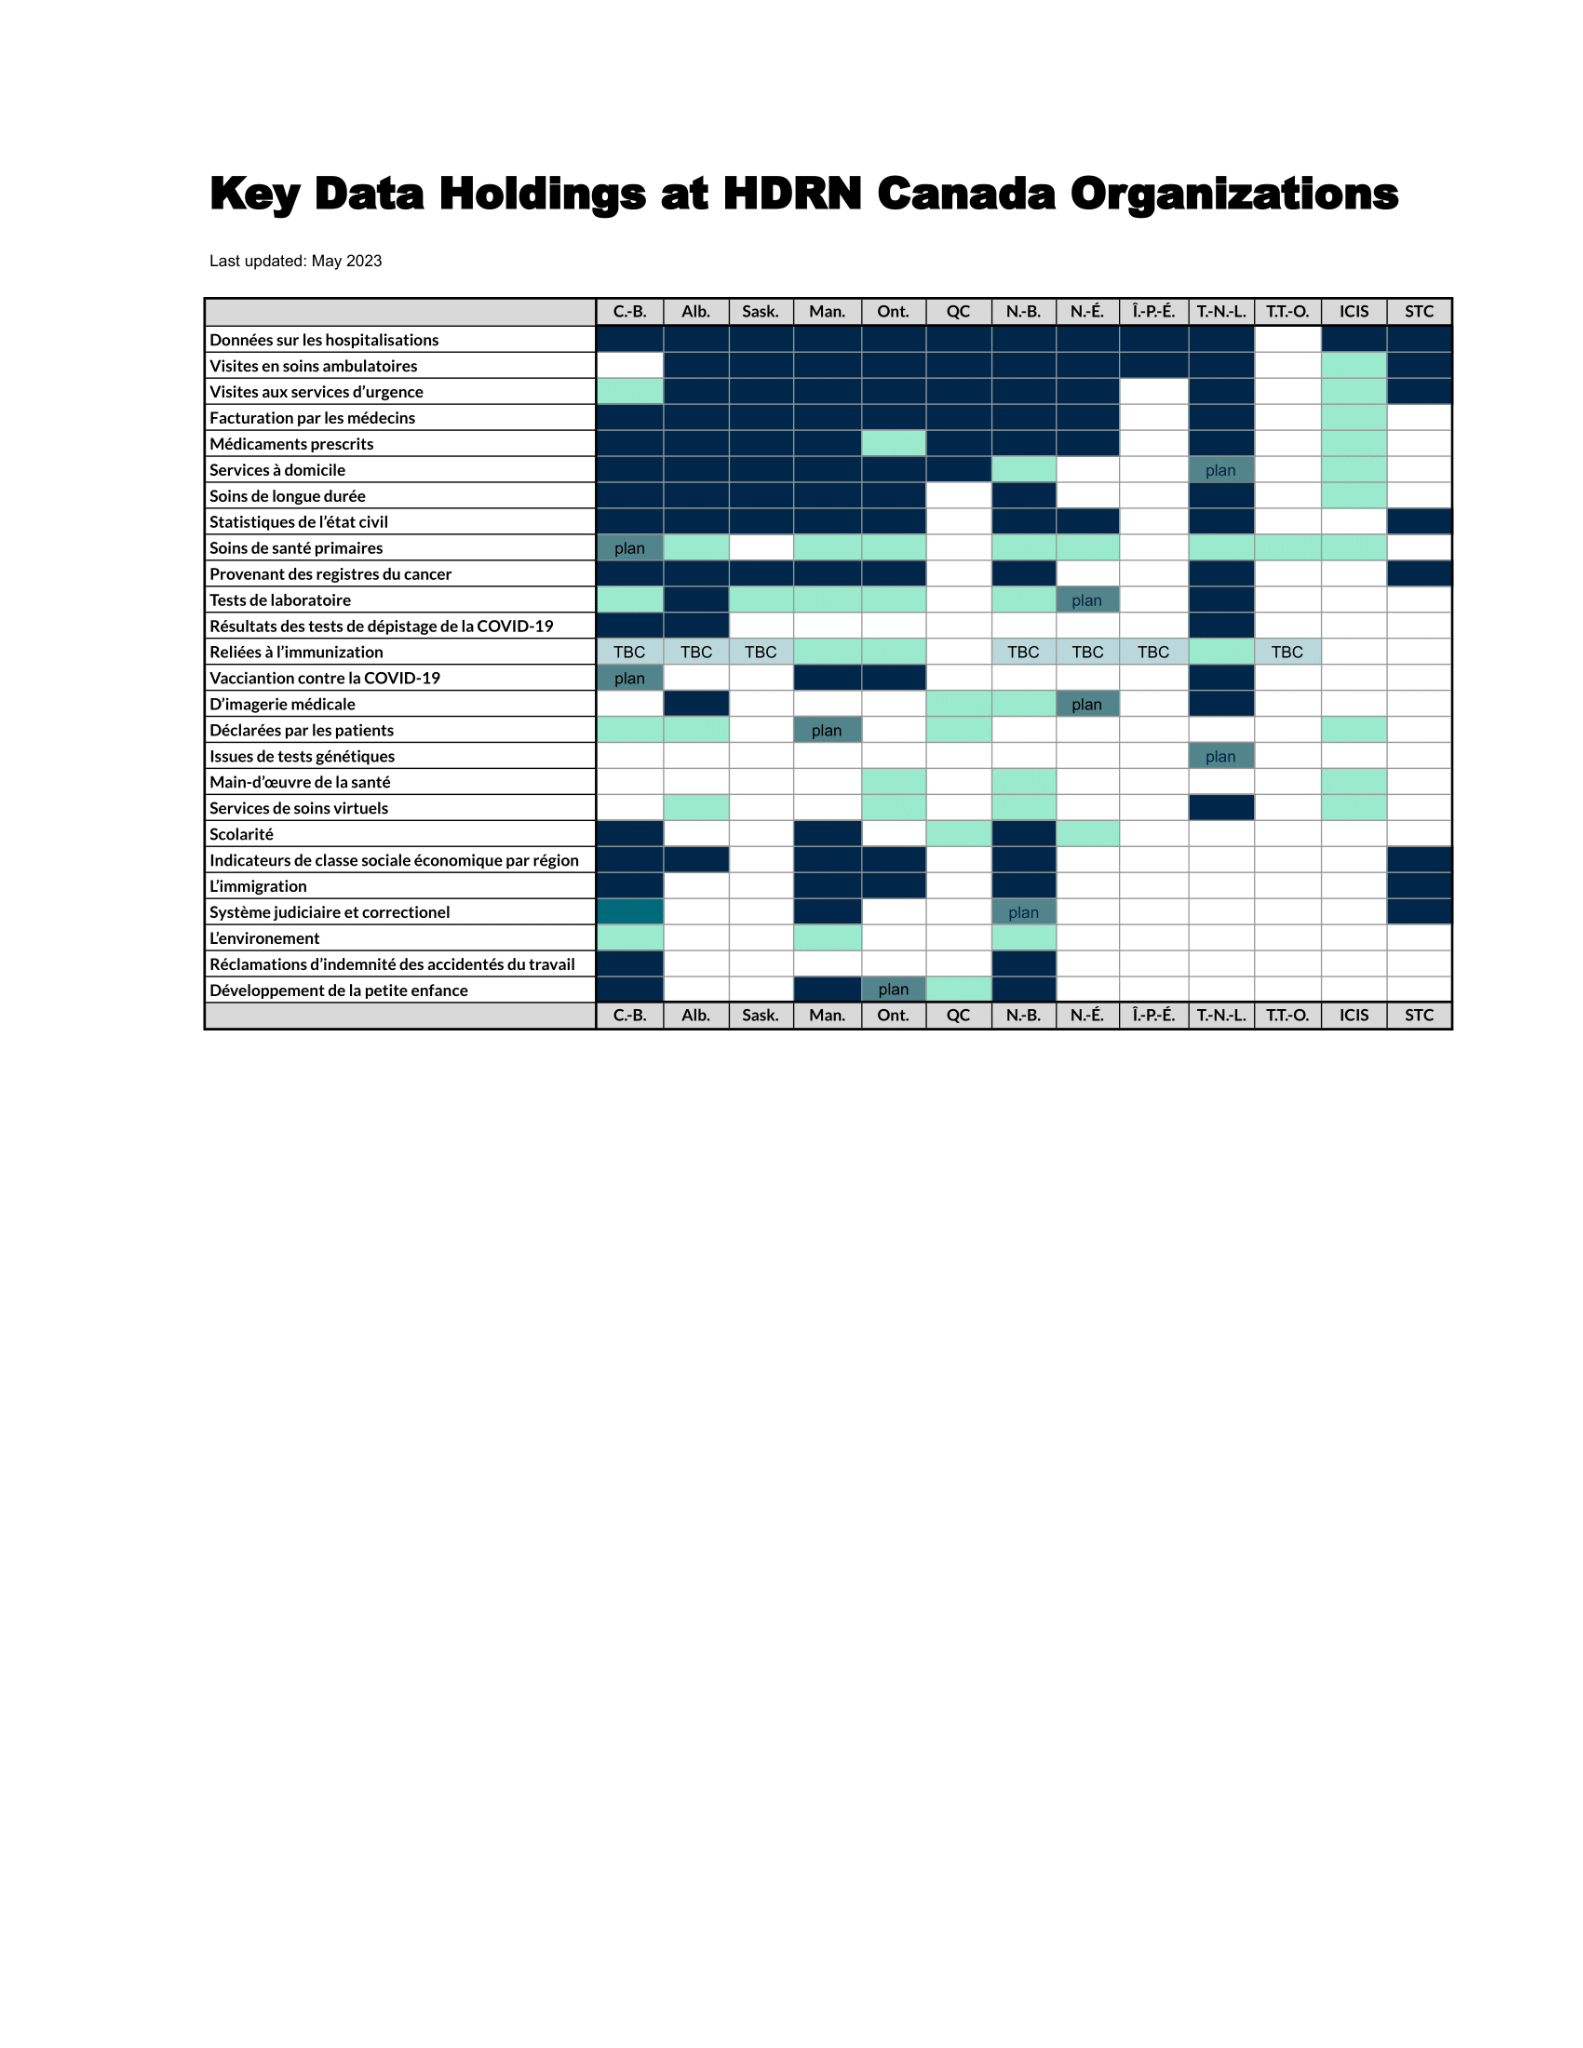 Key Data Holdings at HDRN Canada Organizations
Last updated: May 2023
C.-B. Alb. Sask. Man. Ont. QC N.-B. N.-É. Î.-P.-É. T.-N.-L. T.T.-O. ICIS STC
Données sur les hospitalisations
Visites en soins ambulatoires
Visites aux services d’urgence
Facturation par les médecins
Médicaments prescrits
Services à domicile plan
Soins de longue durée
Statistiques de l’état civil
Soins de santé primaires plan
Provenant des registres du cancer
Tests de laboratoire plan
Résultats des tests de dépistage de la COVID-19
Reliées à l’immunization TBC TBC TBC TBC TBC TBC TBC
Vacciantion contre la COVID-19 plan
D’imagerie médicale plan
Déclarées par les patients plan
Issues de tests génétiques plan
Main-d’œuvre de la santé
Services de soins virtuels
Scolarité
Indicateurs de classe sociale économique par région
L’immigration
Système judiciaire et correctionel plan
L’environement
Réclamations d’indemnité des accidentés du travail
Développement de la petite enfance plan
C.-B. Alb. Sask. Man. Ont. QC N.-B. N.-É. Î.-P.-É. T.-N.-L. T.T.-O. ICIS STC